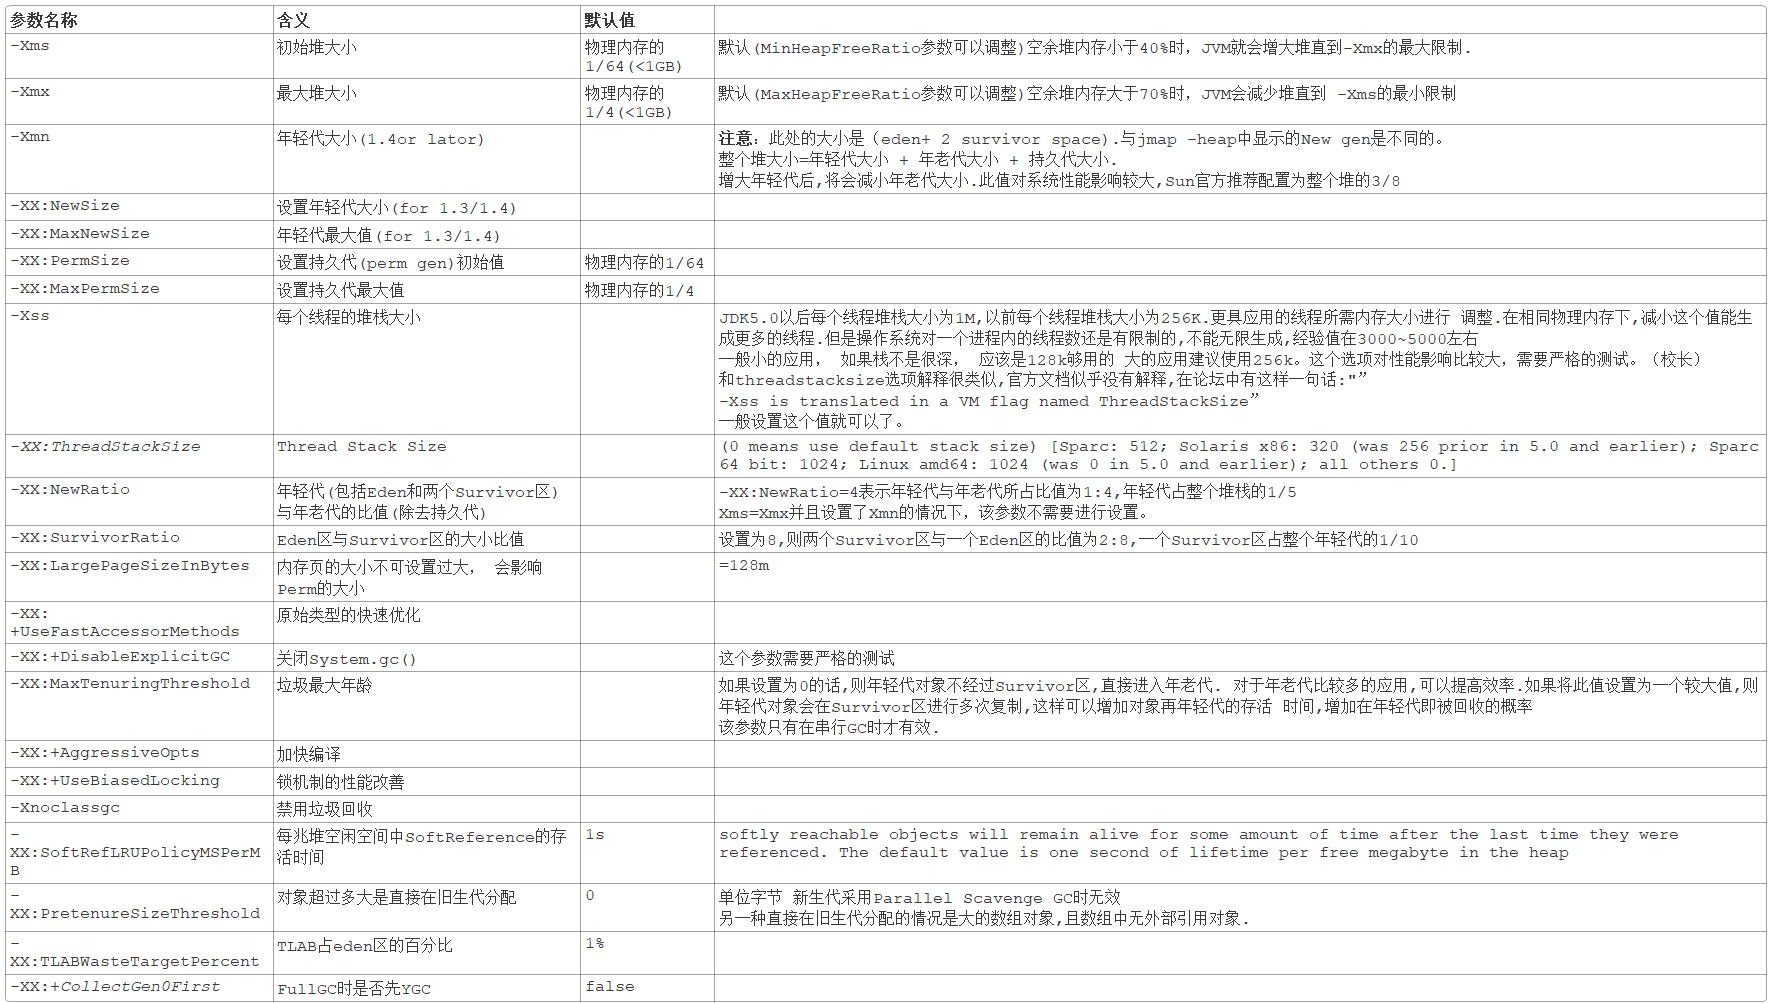 参数名称 含义 默认值
-Xms 初始堆大小 物理内存的 默认(MinHeapFreeRatio参数可以调整)空余堆内存小于40%时，JVM就会增大堆直到-Xmx的最大限制.
1/64(<1GB)
-Xmx 最大堆大小 物理内存的 默认(MaxHeapFreeRatio参数可以调整)空余堆内存大于70%时，JVM会减少堆直到 -Xms的最小限制
1/4(<1GB)
-Xmn 年轻代大小(1.4or lator) 注意：此处的大小是（eden+ 2 survivor space).与jmap -heap中显示的New gen是不同的。
整个堆大小=年轻代大小 + 年老代大小 + 持久代大小.
增大年轻代后,将会减小年老代大小.此值对系统性能影响较大,Sun官方推荐配置为整个堆的3/8
-XX:NewSize 设置年轻代大小(for 1.3/1.4)
-XX:MaxNewSize 年轻代最大值(for 1.3/1.4)
-XX:PermSize 设置持久代(perm gen)初始值 物理内存的1/64
-XX:MaxPermSize 设置持久代最大值 物理内存的1/4
-Xss 每个线程的堆栈大小 JDK5.0以后每个线程堆栈大小为1M,以前每个线程堆栈大小为256K.更具应用的线程所需内存大小进行 调整.在相同物理内存下,减小这个值能生
成更多的线程.但是操作系统对一个进程内的线程数还是有限制的,不能无限生成,经验值在3000~5000左右
一般小的应用， 如果栈不是很深， 应该是128k够用的 大的应用建议使用256k。这个选项对性能影响比较大，需要严格的测试。（校长）
和threadstacksize选项解释很类似,官方文档似乎没有解释,在论坛中有这样一句话:"”
-Xss is translated in a VM flag named ThreadStackSize”
一般设置这个值就可以了。
-XX:ThreadStackSize Thread Stack Size (0 means use default stack size) [Sparc: 512; Solaris x86: 320 (was 256 prior in 5.0 and earlier); Sparc
64 bit: 1024; Linux amd64: 1024 (was 0 in 5.0 and earlier); all others 0.]
-XX:NewRatio 年轻代(包括Eden和两个Survivor区) -XX:NewRatio=4表示年轻代与年老代所占比值为1:4,年轻代占整个堆栈的1/5
与年老代的比值(除去持久代) Xms=Xmx并且设置了Xmn的情况下，该参数不需要进行设置。
-XX:SurvivorRatio Eden区与Survivor区的大小比值 设置为8,则两个Survivor区与一个Eden区的比值为2:8,一个Survivor区占整个年轻代的1/10
-XX:LargePageSizeInBytes 内存页的大小不可设置过大， 会影响 =128m
Perm的大小
-XX: 原始类型的快速优化
+UseFastAccessorMethods
-XX:+DisableExplicitGC 关闭System.gc() 这个参数需要严格的测试
-XX:MaxTenuringThreshold 垃圾最大年龄 如果设置为0的话,则年轻代对象不经过Survivor区,直接进入年老代. 对于年老代比较多的应用,可以提高效率.如果将此值设置为一个较大值,则
年轻代对象会在Survivor区进行多次复制,这样可以增加对象再年轻代的存活 时间,增加在年轻代即被回收的概率
该参数只有在串行GC时才有效.
-XX:+AggressiveOpts 加快编译
-XX:+UseBiasedLocking 锁机制的性能改善
-Xnoclassgc 禁用垃圾回收
- 每兆堆空闲空间中SoftReference的存 1s softly reachable objects will remain alive for some amount of time after the last time they were
XX:SoftRefLRUPolicyMSPerM 活时间 referenced. The default value is one second of lifetime per free megabyte in the heap
B
- 对象超过多大是直接在旧生代分配 0 单位字节 新生代采用Parallel Scavenge GC时无效
XX:PretenureSizeThreshold 另一种直接在旧生代分配的情况是大的数组对象,且数组中无外部引用对象.
- TLAB占eden区的百分比 1%
XX:TLABWasteTargetPercent
-XX:+CollectGen0First FullGC时是否先YGC false